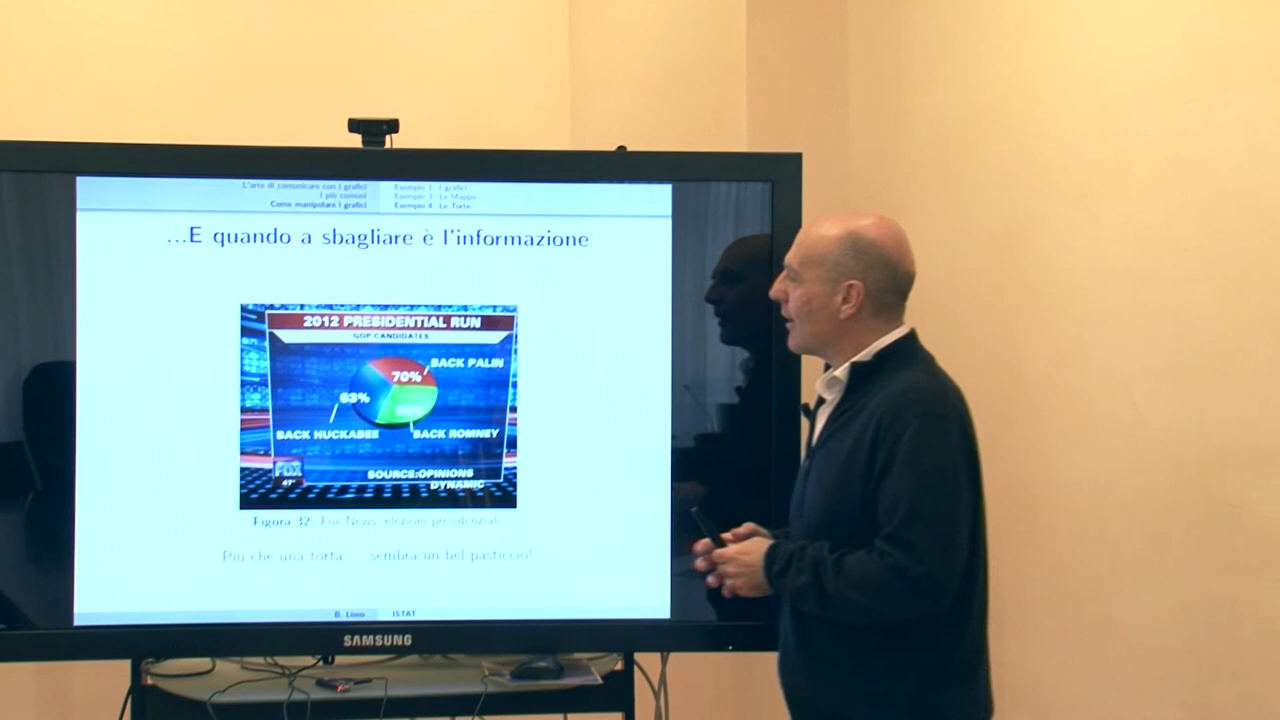 L'arte di comunicare con i grafici
I più comuni
Come manipolare i grafici
Esempio 1: I grafici
Esempio 3: Le Mappe
Esempio 4: Le Torte
...E quando a sbagliare è l'informazione
2012 PRESIDENTIAL RUN
GOP CANDIDATES
BACK PALIN
70%
63%
BACK HUCKABEE
BACK ROMNEY
FOX
47°
SOURCE:OPINIONS
DYNAMIC
Figura 32: Fox News: elezioni presidenziali
Più che una torta ... sembra un bel pasticcio!
B. Liseo
ISTAT
SAMSUNG